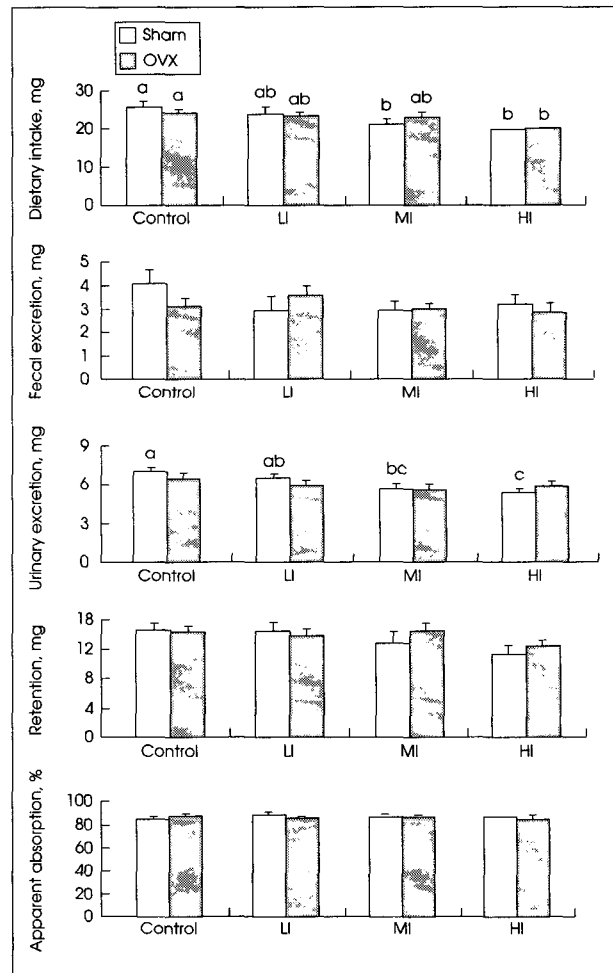 Sham
OVX
Dietary intake, mg
30
20
10
0
a a ab ab b ab b b
Control LI MI HI
Fecal excretion, mg
5
4
3
2
1
0
Control LI MI HI
Urinary excretion, mg
9
6
3
0
a ab bc c
Control LI MI HI
Retention, mg
18
12
8
4
0
Control LI MI HI
Apparent absorption, %
100
80
60
40
20
0
Control LI MI HI